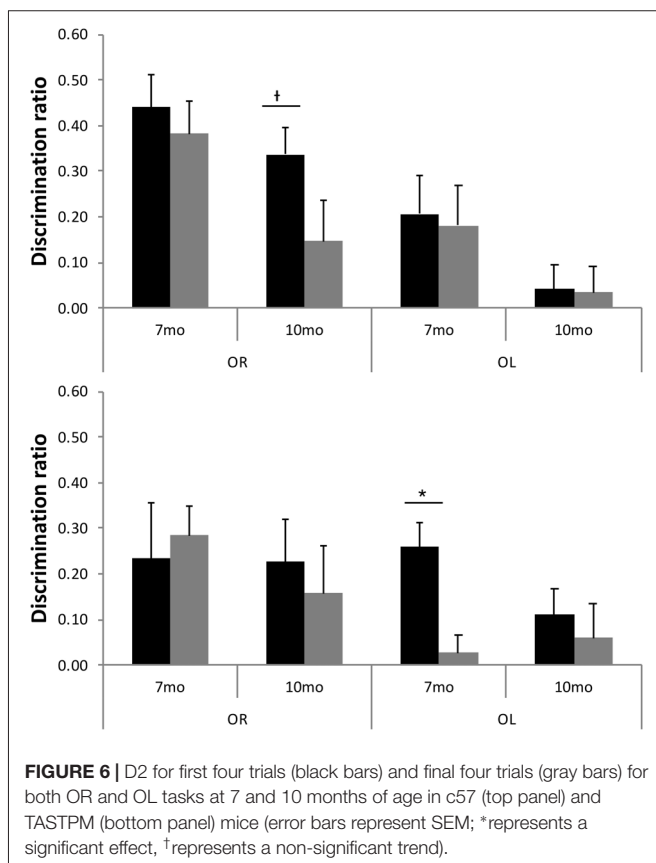 0.60
0.50
0.40
0.30
0.20
0.10
0.00
Discrimination ratio
ƚ
7mo 10mo 7mo 10mo
OR OL
0.60
0.50
0.40
0.30
0.20
0.10
0.00
Discrimination ratio
*
7mo 10mo 7mo 10mo
OR OL
FIGURE 6 | D2 for first four trials (black bars) and final four trials (gray bars) for
both OR and OL tasks at 7 and 10 months of age in c57 (top panel) and
TASTPM (bottom panel) mice (error bars represent SEM; *represents a
significant effect, †represents a non-significant trend).